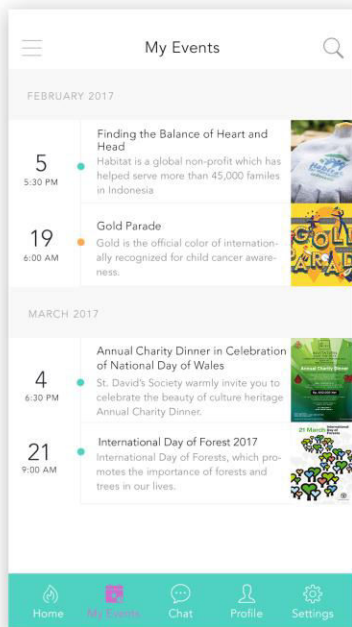 My Events
FEBRUARY 2017
5
5:30 PM
Finding the Balance of Heart and
Head
Habitat is a global non-profit which has
helped serve more than 45,000 familes
in Indonesia
Habitat
19
6:00 AM
Gold Parade
Gold is the official color of internation-
ally recognized for child cancer aware-
ness.
GOLD
PARAD
MARCH 2017
4
6:30 PM
Annual Charity Dinner in Celebration
of National Day of Wales
St. David's Society warmly invite you to
celebrate the beauty of culture heritage
Annual Charity Dinner.
Annual Charity Dinner
21
9:00 AM
International Day of Forest 2017
International Day of Forests, which pro-
motes the importance of forests and
trees in our lives.
21 March
International
Day of
Forests
Home
My Events
Chat
Profile
Settings